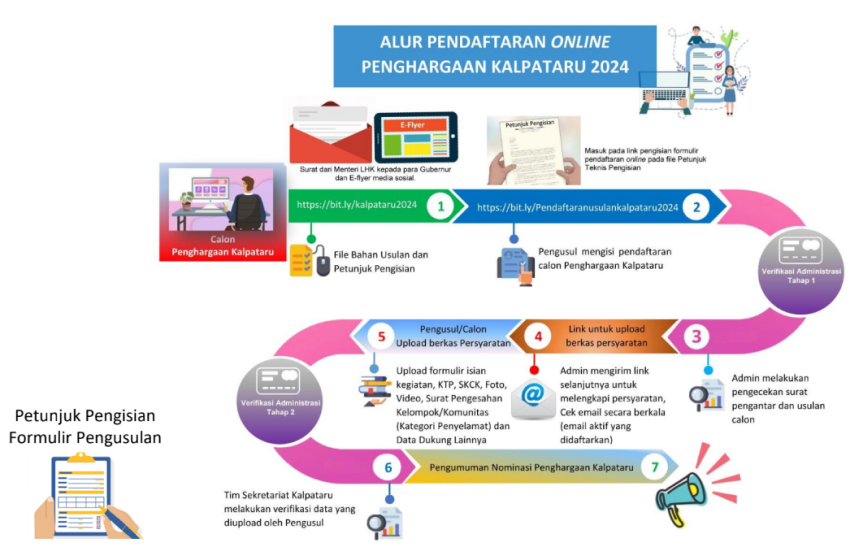 ALUR PENDAFTARAN ONLINE
PENGHARGAAN KALPATARU 2024
E-Flyer
Surat dari Menteri LHK kepada para Gubernur
dan E-flyer media sosial.
Petunjuk Pengisian
Masuk pada link pengisian formulir
pendaftaran online pada file Petunjuk
Teknis Pengisian
Calon
Penghargaan Kalpataru
https://bit.ly/kalpataru2024
1
https://bit.ly/Pendaftaranusulankalpataru2024
2
File Bahan Usulan dan
Petunjuk Pengisian
Pengusul mengisi pendaftaran
calon Penghargaan Kalpataru
Verifikasi Administrasi
Tahap 1
3
Link untuk upload
berkas persyaratan
4
Pengusul/Calon
Upload berkas Persyaratan
5
Admin melakukan
pengecekan surat
pengantar dan usulan
calon
@
Admin mengirim link
selanjutnya untuk
melengkapi persyaratan,
Cek email secara berkala
(email aktif yang
didaftarkan)
Upload formulir isian
kegiatan, KTP, SKCK, Foto,
Video, Surat Pengesahan
Kelompok/Komunitas
(Kategori Penyelamat) dan
Data Dukung Lainnya
Verifikasi Administrasi
Tahap 2
6
Pengumuman Nominasi Penghargaan Kalpataru
7
Tim Sekretariat Kalpataru
melakukan verifikasi data yang
diupload oleh Pengusul
Petunjuk Pengisian
Formulir Pengusulan